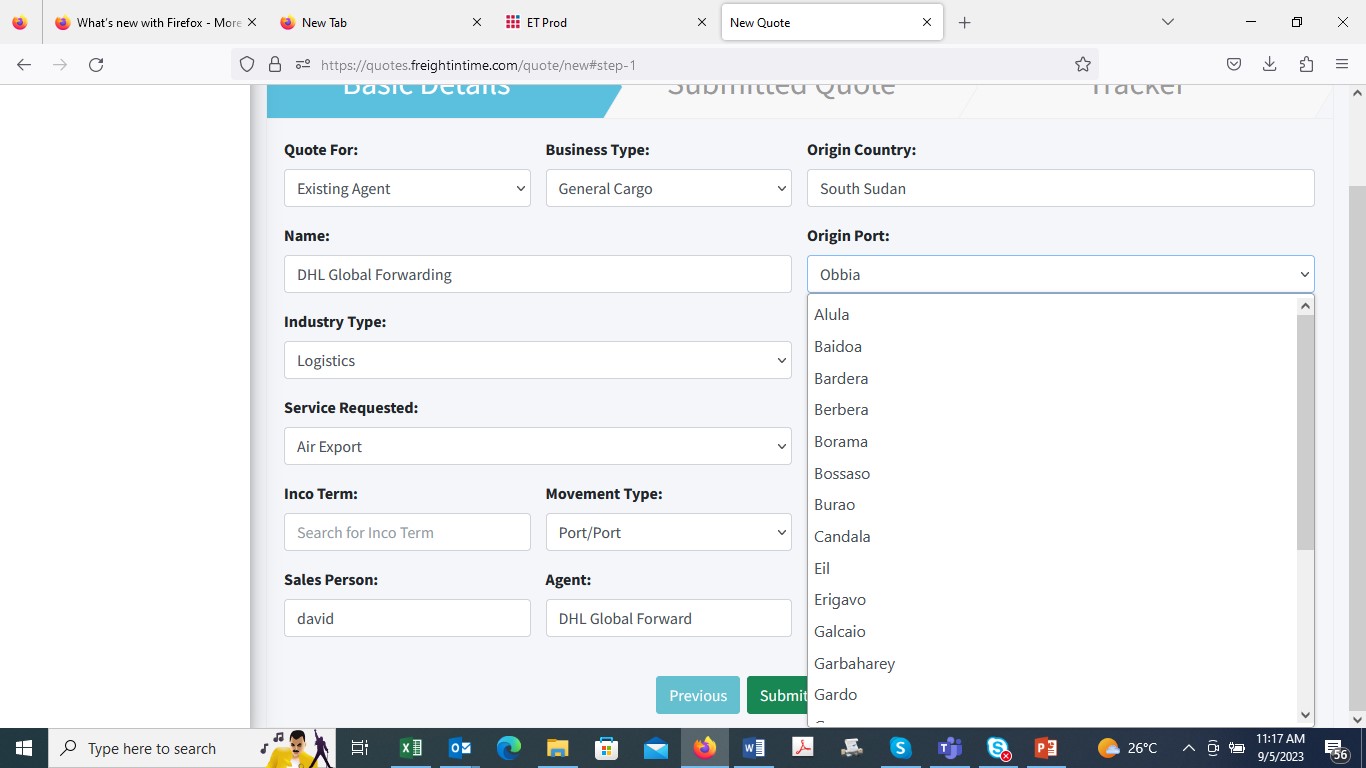 What's new with Firefox - More
New Tab
ET Prod
New Quote
https://quotes.freightintime.com/quote/new#step-1
Basic Details
Submitted Quote
Tracker
Quote For:
Business Type:
Origin Country:
Existing Agent
General Cargo
South Sudan
Name:
Origin Port:
DHL Global Forwarding
Obbia
Industry Type:
Alula
Baidoa
Logistics
Bardera
Service Requested:
Berbera
Air Export
Borama
Bossaso
Inco Term:
Movement Type:
Burao
Search for Inco Term
Port/Port
Candala
Eil
Sales Person:
Agent:
Erigavo
david
DHL Global Forward
Galcaio
Garbaharey
Previous
Submit
Gardo
Type here to search
26°C
11:17 AM
9/5/2023
56